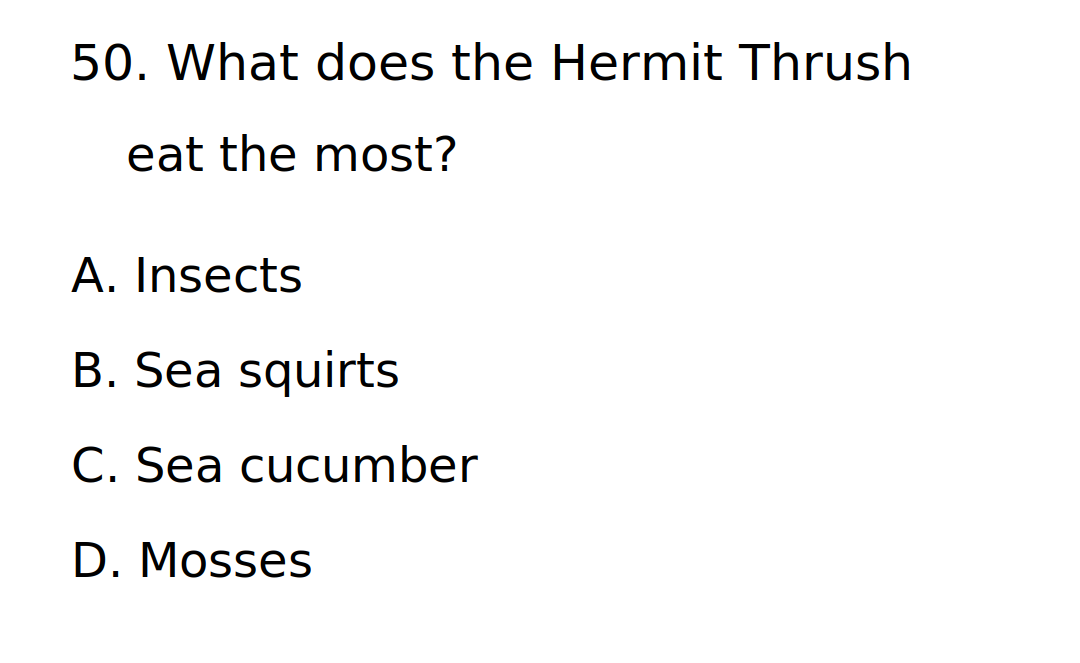 50. What does the Hermit Thrush
eat the most?
A. Insects
B. Sea squirts
C. Sea cucumber
D. Mosses